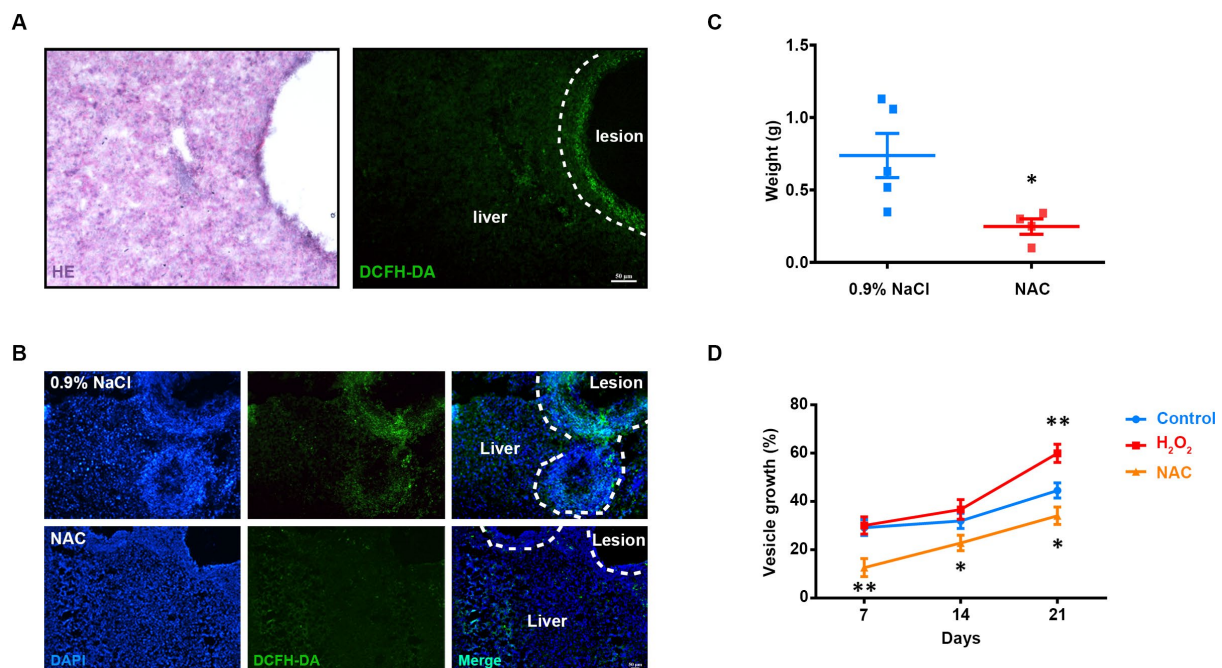 A
HE
lesion
liver
DCFH-DA
50 µm
B
0.9% NaCl
Lesion
Liver
NAC
Lesion
Liver
DAPI
DCFH-DA
Merge
50 µm
C
Weight (g)
1.5
1.0
0.5
0.0
*
0.9% NaCl
NAC
D
Vesicle growth (%)
80
60
40
20
0
**
*
*
**
7
14
21
Days
Control
H₂O₂
NAC